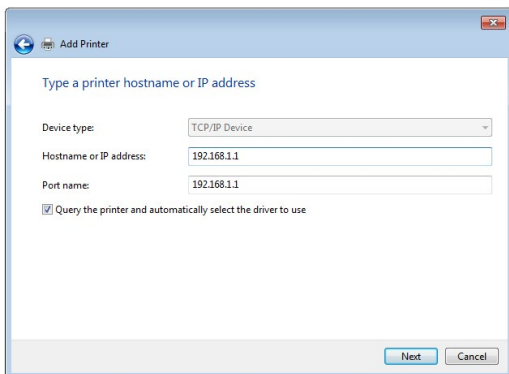 Add Printer
Type a printer hostname or IP address
Device type: TCP/IP Device
Hostname or IP address: 192.168.1.1
Port name: 192.168.1.1
Query the printer and automatically select the driver to use
Next Cancel